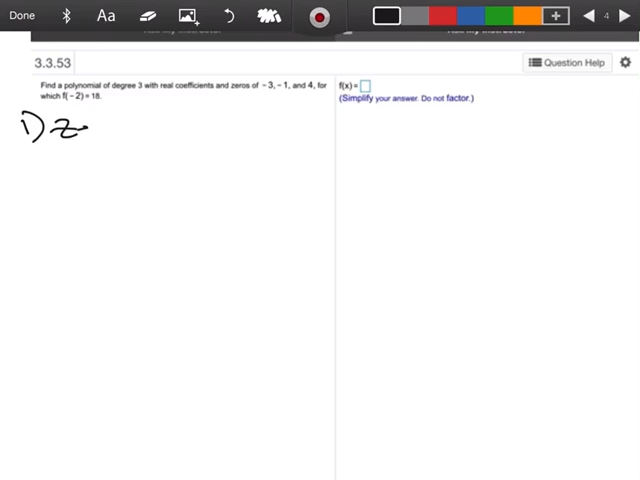 Done
Aa
4
3.3.53
Question Help
Find a polynomial of degree 3 with real coefficients and zeros of −3, −1, and 4, for
which f(−2) = 18.
f(x) =
(Simplify your answer. Do not factor.)
1) z